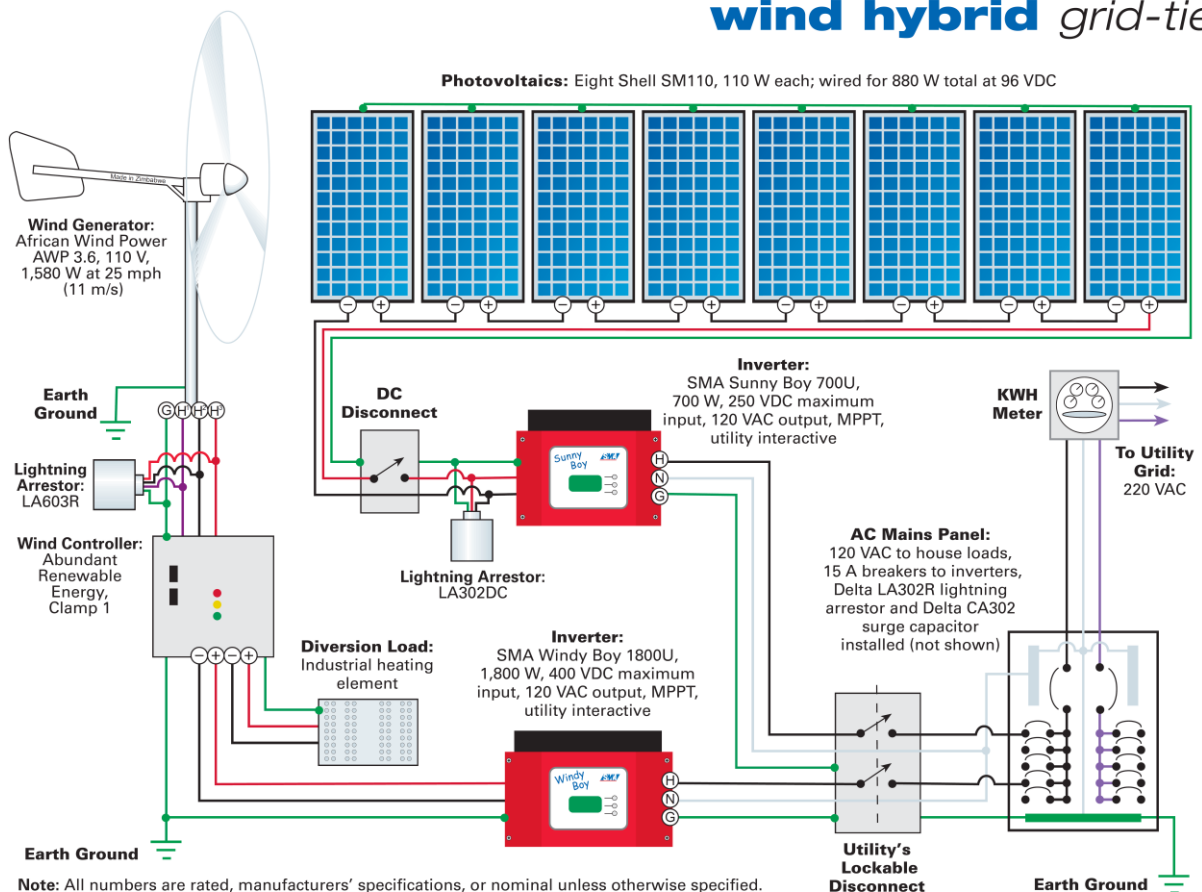 wind hybrid grid-tie
Photovoltaics: Eight Shell SM110, 110 W each; wired for 880 W total at 96 VDC
Made in Zimbabwe
Wind Generator:
African Wind Power
AWP 3.6, 110 V,
1,580 W at 25 mph
(11 m/s)
− + − + − + − + − + − + − + − +
Earth
Ground
G H¹ H² H³
DC
Disconnect
Inverter:
SMA Sunny Boy 700U,
700 W, 250 VDC maximum
input, 120 VAC output, MPPT,
utility interactive
KWH
Meter
To Utility
Grid:
220 VAC
Lightning
Arrestor:
LA603R
Sunny
Boy
SMA
H
N
G
Lightning Arrestor:
LA302DC
Wind Controller:
Abundant
Renewable
Energy,
Clamp 1
AC Mains Panel:
120 VAC to house loads,
15 A breakers to inverters,
Delta LA302R lightning
arrestor and Delta CA302
surge capacitor
installed (not shown)
− + − +
Diversion Load:
Industrial heating
element
Inverter:
SMA Windy Boy 1800U,
1,800 W, 400 VDC maximum
input, 120 VAC output, MPPT,
utility interactive
Windy
Boy
SMA
H
N
G
Earth Ground
Utility's
Lockable
Disconnect
Earth Ground
Note: All numbers are rated, manufacturers' specifications, or nominal unless otherwise specified.